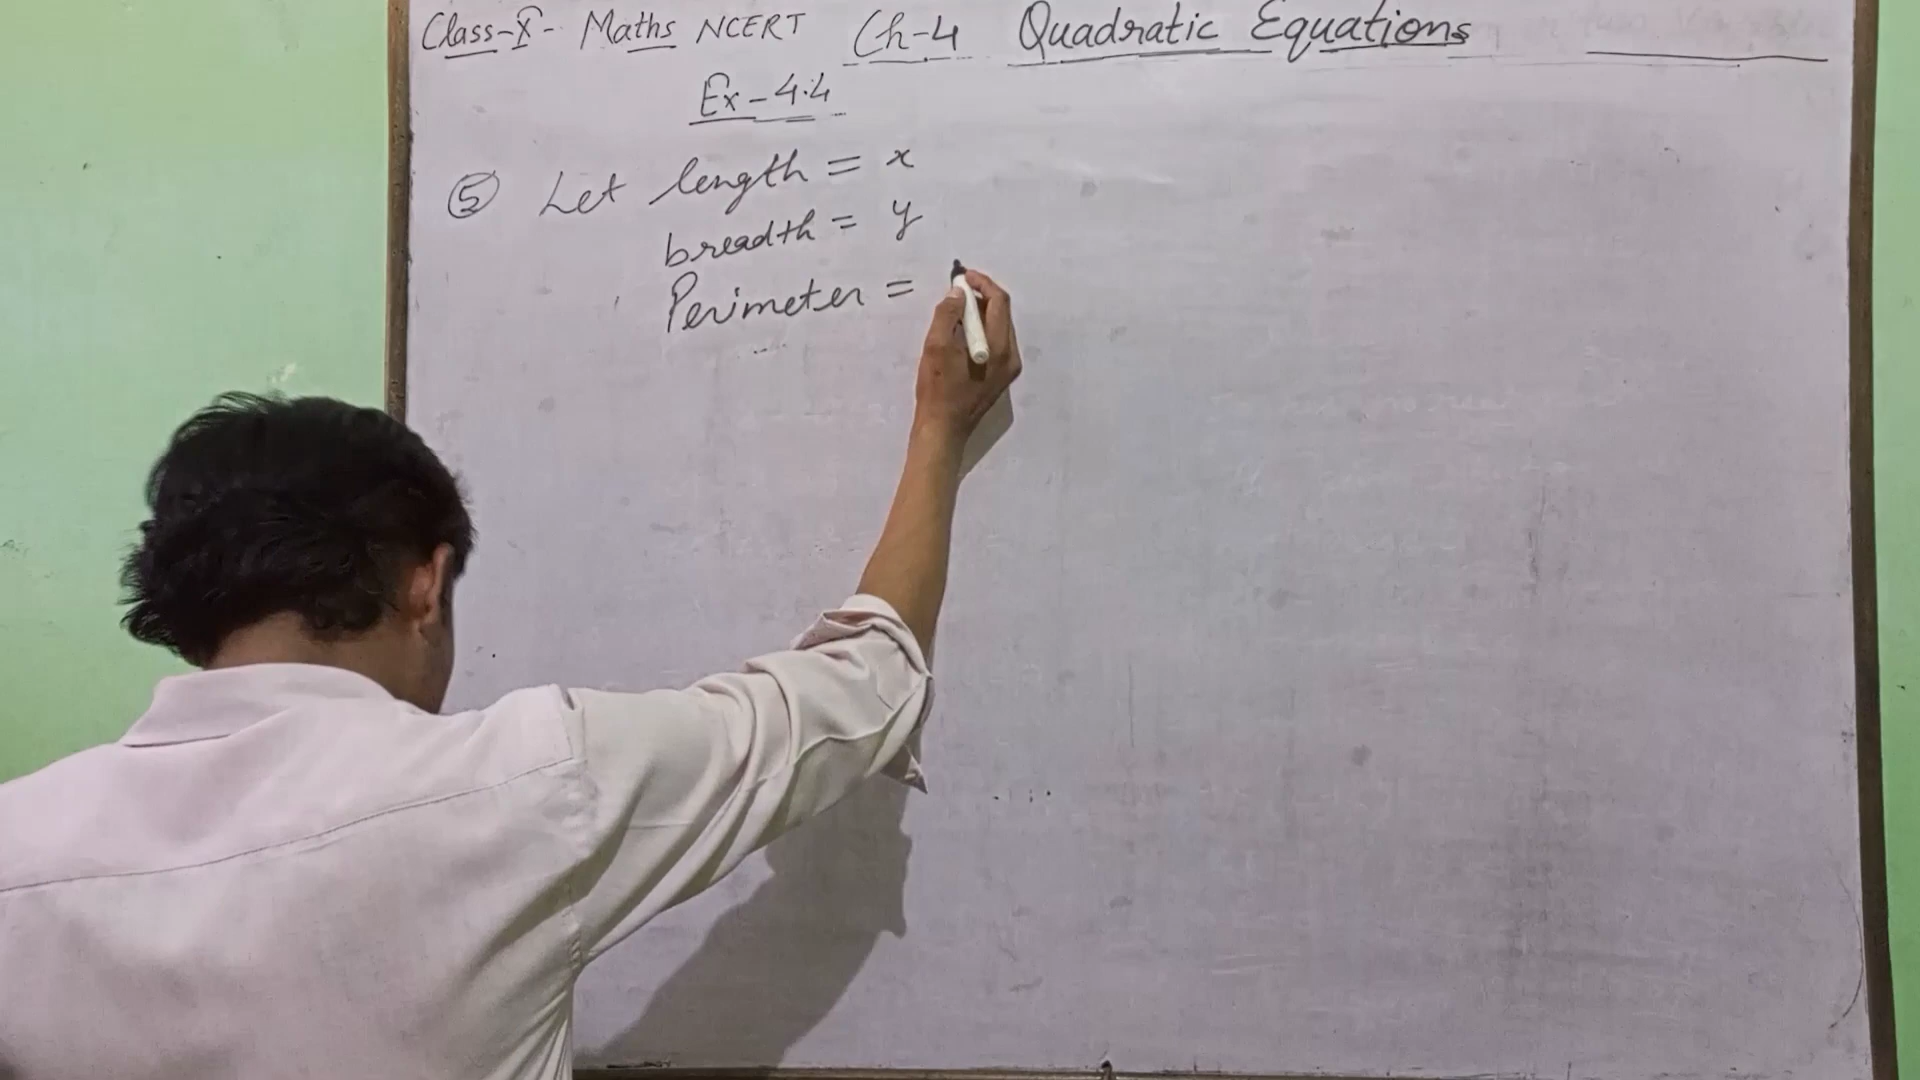 Class-X- Maths NCERT Ch-4 Quadratic Equations
Ex-4.4
⑤ Let length = x
breadth = y
Perimeter =